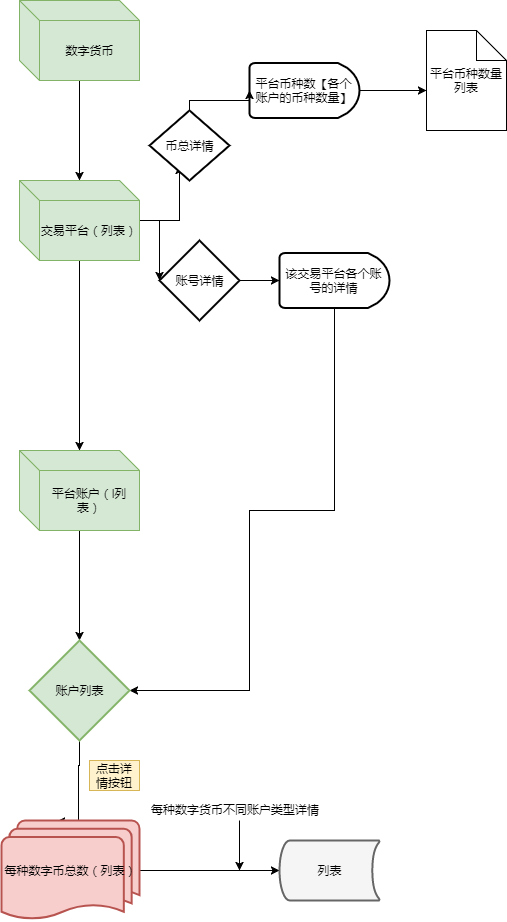 数字货币
平台币种数【各个
账户的币种数量】
平台币种数量
列表
币总详情
交易平台（列表）
账号详情
该交易平台各个账
号的详情
平台账户（l列
表）
账户列表
点击详
情按钮
每种数字货币不同账户类型详情
每种数字币总数（列表）
列表